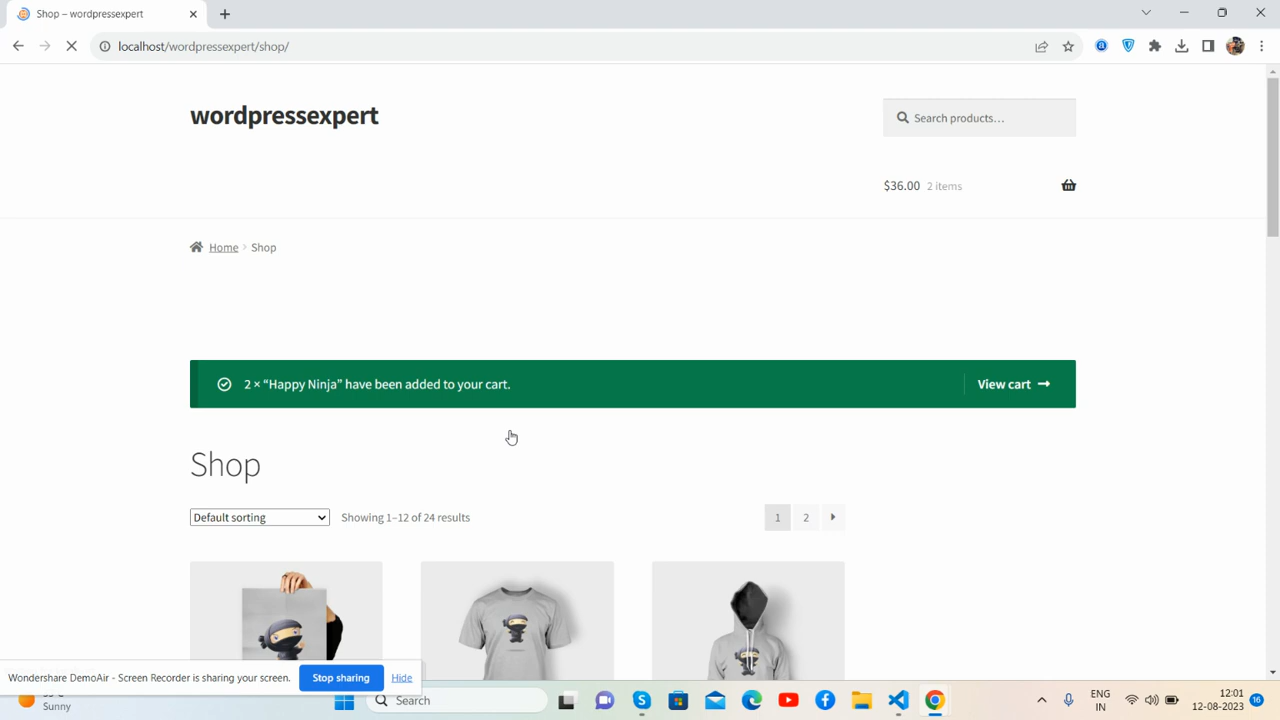 Shop – wordpressexpert
localhost/wordpressexpert/shop/
wordpressexpert
Search products…
$36.00 2 items
Home Shop
2 × “Happy Ninja” have been added to your cart.
View cart
Shop
Default sorting
Showing 1–12 of 24 results
1 2
Wondershare DemoAir - Screen Recorder is sharing your screen.
Stop sharing
Hide
Sunny
Search
ENG
IN
12:01
12-08-2023
16